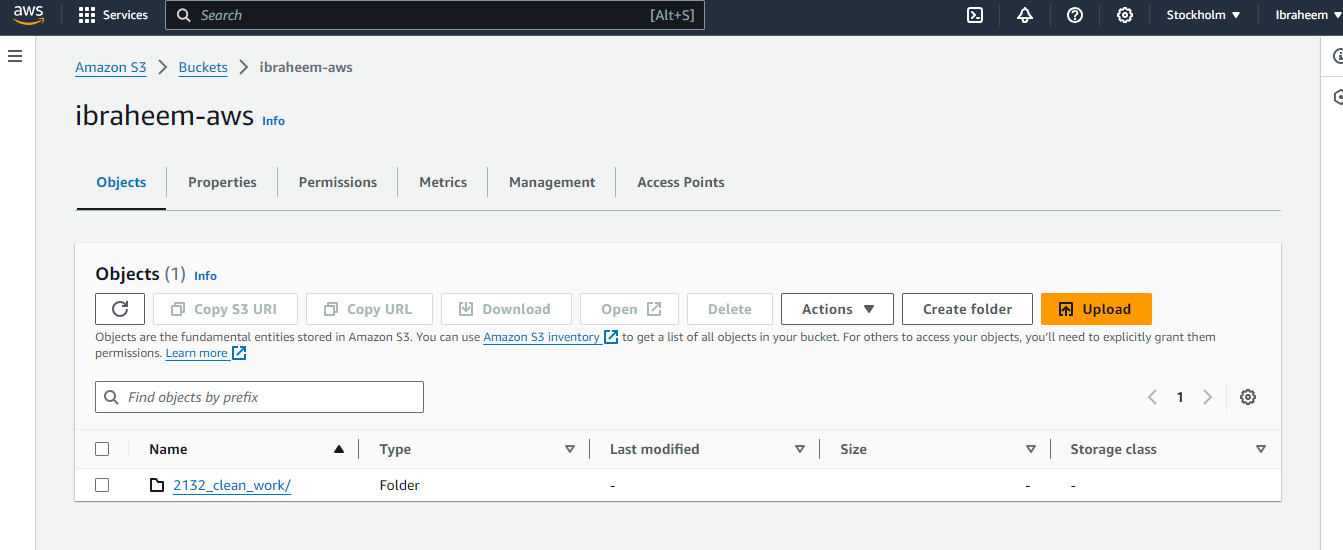 aws Services Search [Alt+S] Stockholm Ibraheem
Amazon S3 Buckets ibraheem-aws
ibraheem-aws Info
Objects Properties Permissions Metrics Management Access Points
Objects (1) Info
Copy S3 URI Copy URL Download Open Delete Actions Create folder Upload
Objects are the fundamental entities stored in Amazon S3. You can use Amazon S3 inventory to get a list of all objects in your bucket. For others to access your objects, you'll need to explicitly grant them
permissions. Learn more
Find objects by prefix 1
Name Type Last modified Size Storage class
2132_clean_work/ Folder - - -